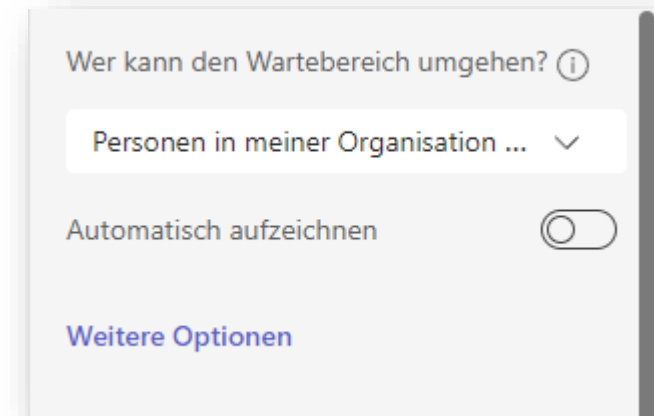 Wer kann den Wartebereich umgehen?
Personen in meiner Organisation ...
Automatisch aufzeichnen
Weitere Optionen